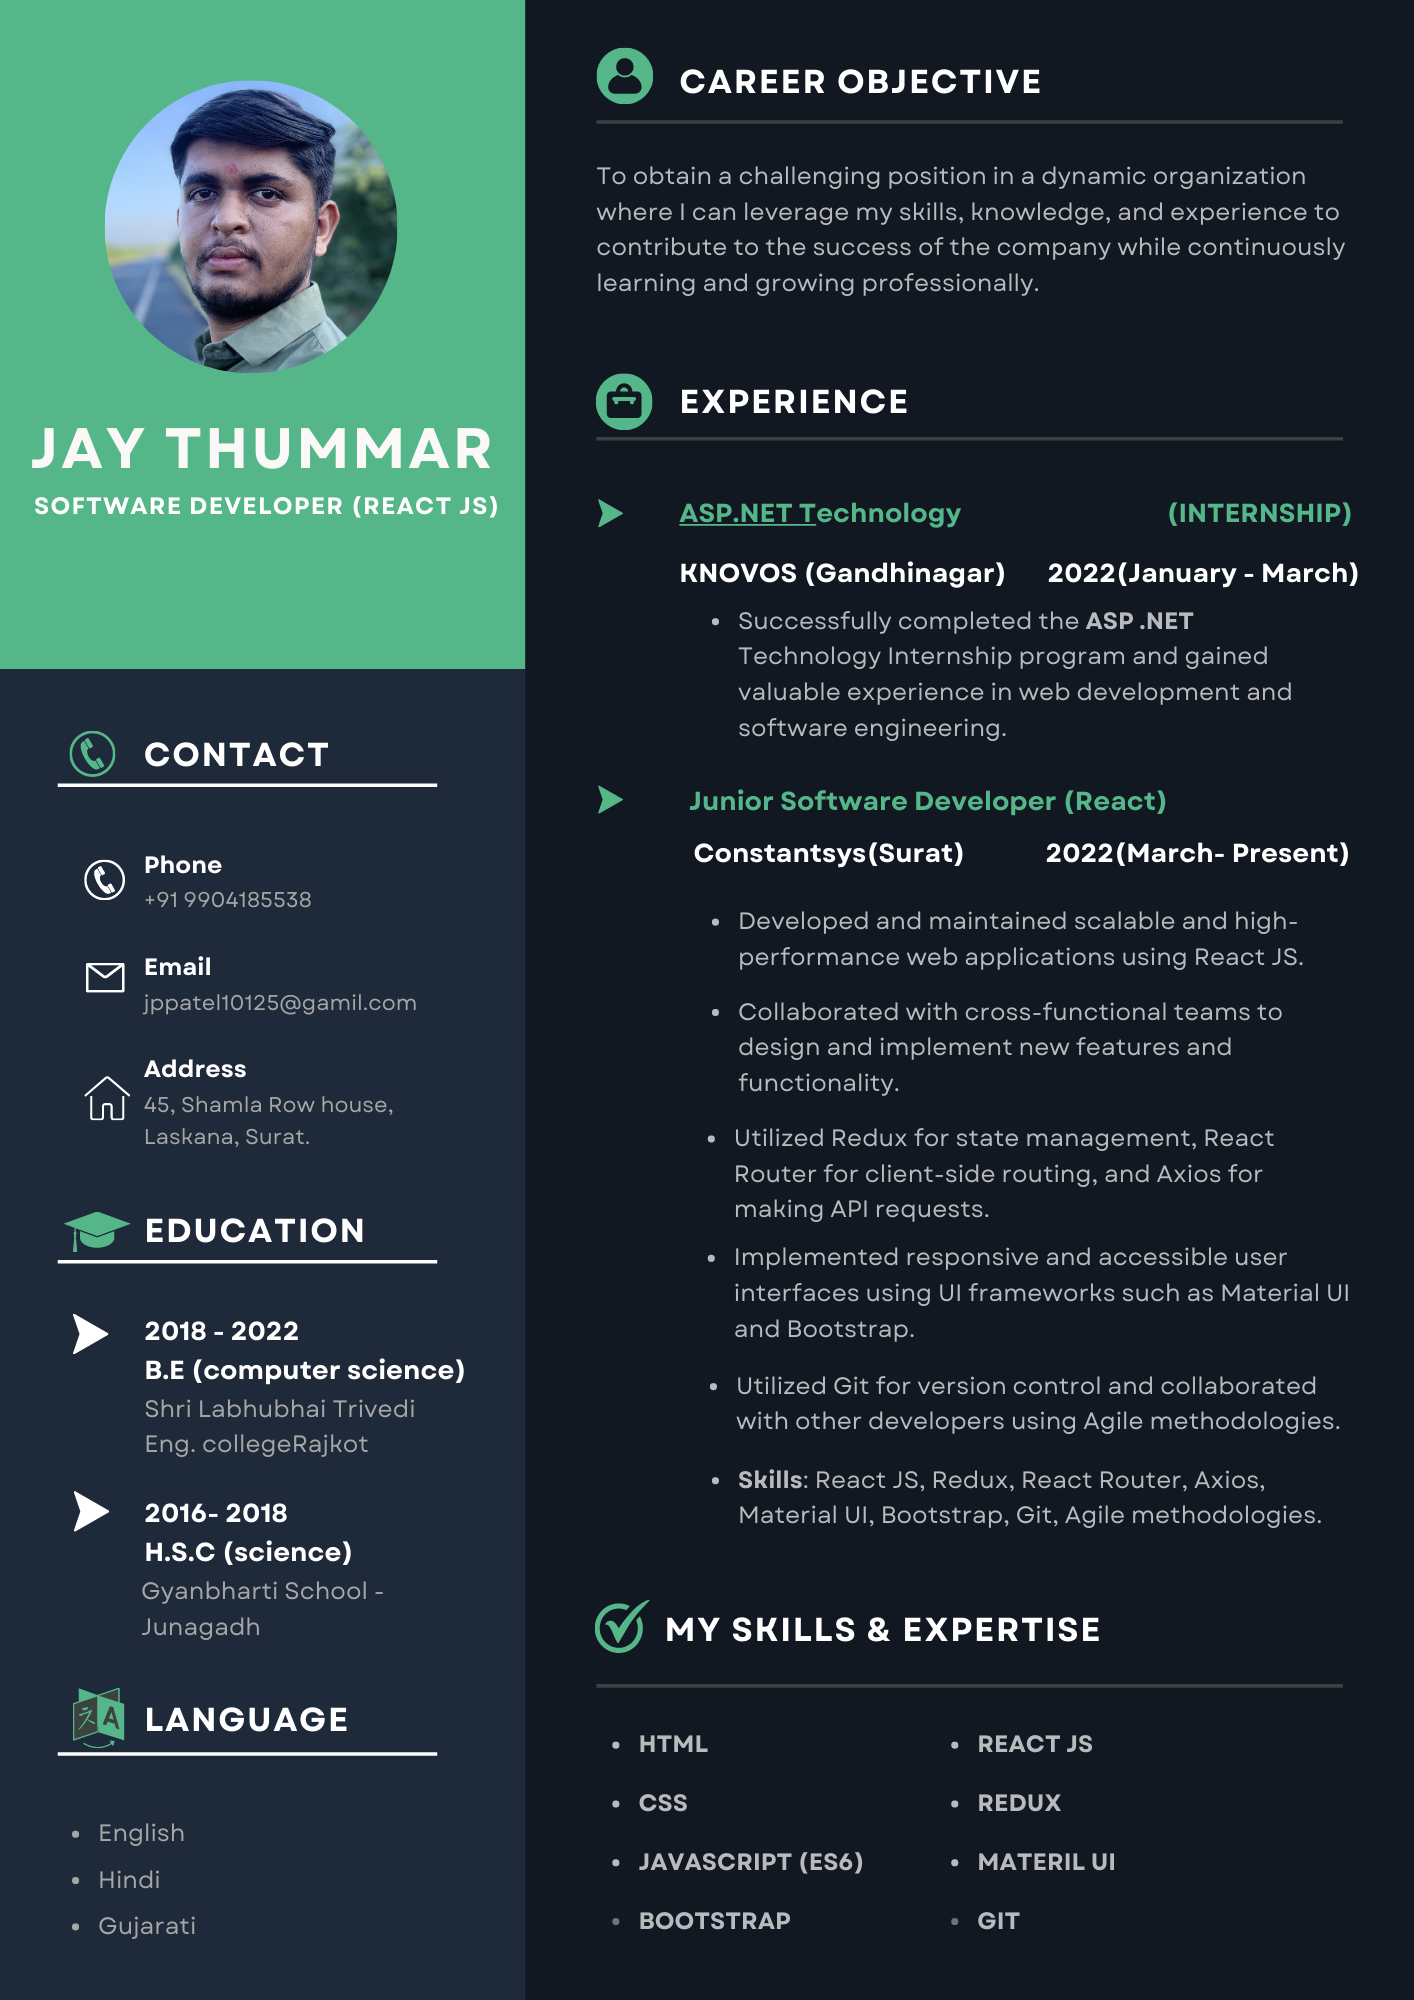 JAY THUMMAR
SOFTWARE DEVELOPER (REACT JS)
CONTACT
Phone
+91 9904185538
Email
jppatel10125@gamil.com
Address
45, Shamla Row house,
Laskana, Surat.
EDUCATION
2018 - 2022
B.E (computer science)
Shri Labhubhai Trivedi
Eng. collegeRajkot
2016- 2018
H.S.C (science)
Gyanbharti School -
Junagadh
LANGUAGE
• English
• Hindi
• Gujarati
CAREER OBJECTIVE
To obtain a challenging position in a dynamic organization
where I can leverage my skills, knowledge, and experience to
contribute to the success of the company while continuously
learning and growing professionally.
EXPERIENCE
ASP.NET Technology (INTERNSHIP)
KNOVOS (Gandhinagar) 2022(January - March)
• Successfully completed the ASP .NET
Technology Internship program and gained
valuable experience in web development and
software engineering.
Junior Software Developer (React)
Constantsys(Surat) 2022(March- Present)
• Developed and maintained scalable and high-
performance web applications using React JS.
• Collaborated with cross-functional teams to
design and implement new features and
functionality.
• Utilized Redux for state management, React
Router for client-side routing, and Axios for
making API requests.
• Implemented responsive and accessible user
interfaces using UI frameworks such as Material UI
and Bootstrap.
• Utilized Git for version control and collaborated
with other developers using Agile methodologies.
• Skills: React JS, Redux, React Router, Axios,
Material UI, Bootstrap, Git, Agile methodologies.
MY SKILLS & EXPERTISE
• HTML
• CSS
• JAVASCRIPT (ES6)
• BOOTSTRAP
• REACT JS
• REDUX
• MATERIL UI
• GIT